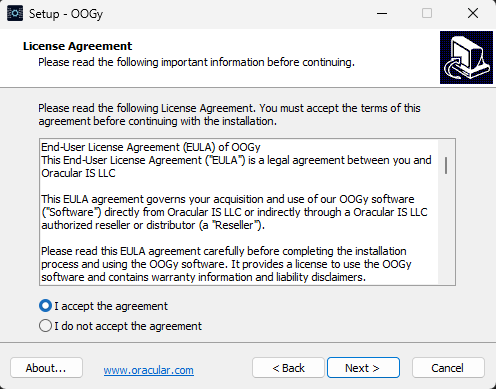 Setup - OOGy
License Agreement
Please read the following important information before continuing.
Please read the following License Agreement. You must accept the terms of this
agreement before continuing with the installation.
End-User License Agreement (EULA) of OOGy
This End-User License Agreement ("EULA") is a legal agreement between you and
Oracular IS LLC
This EULA agreement governs your acquisition and use of our OOGy software
("Software") directly from Oracular IS LLC or indirectly through a Oracular IS LLC
authorized reseller or distributor (a "Reseller").
Please read this EULA agreement carefully before completing the installation
process and using the OOGy software. It provides a license to use the OOGy
software and contains warranty information and liability disclaimers.
I accept the agreement
I do not accept the agreement
About... www.oracular.com < Back Next > Cancel